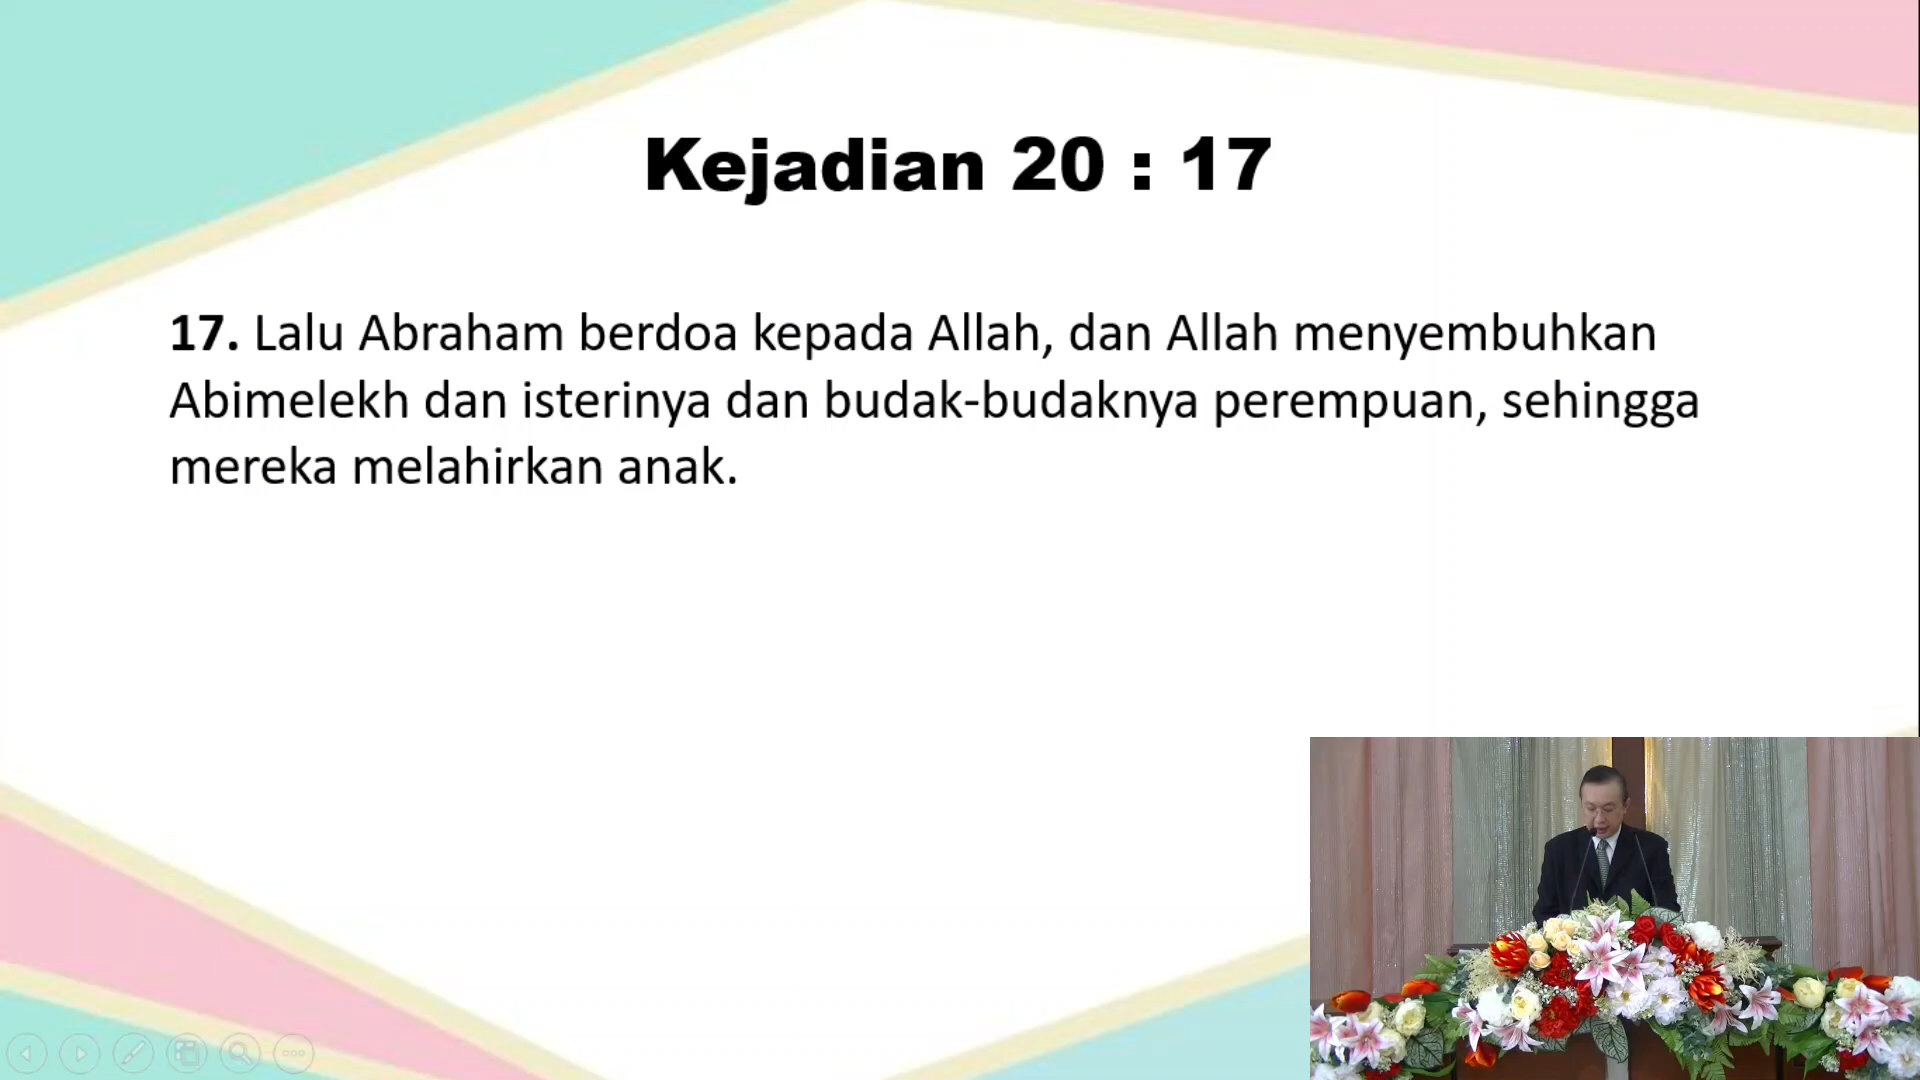 Kejadian 20 : 17
17. Lalu Abraham berdoa kepada Allah, dan Allah menyembuhkan
Abimelekh dan isterinya dan budak-budaknya perempuan, sehingga
mereka melahirkan anak.